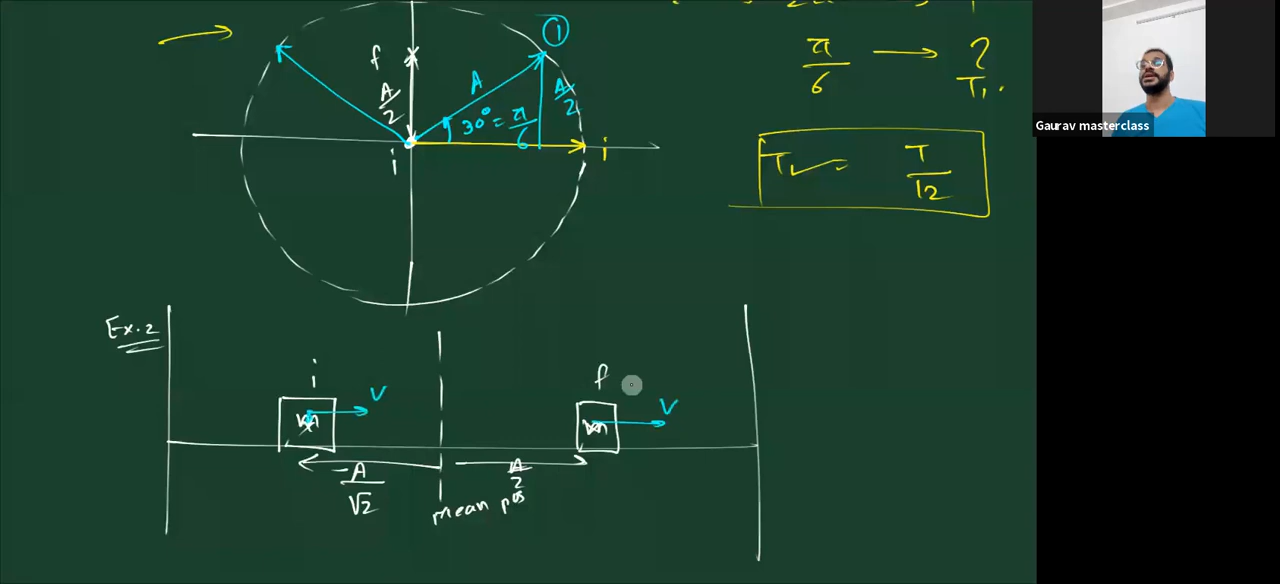 ①
f
A
A/2
A/2
30° = π/6
i
i
π/6 → ?
T₁.
T₁ = T/12
Gaurav masterclass
Ex.2
i
f
V
V
m
m
-A/√2
A/2
mean pos